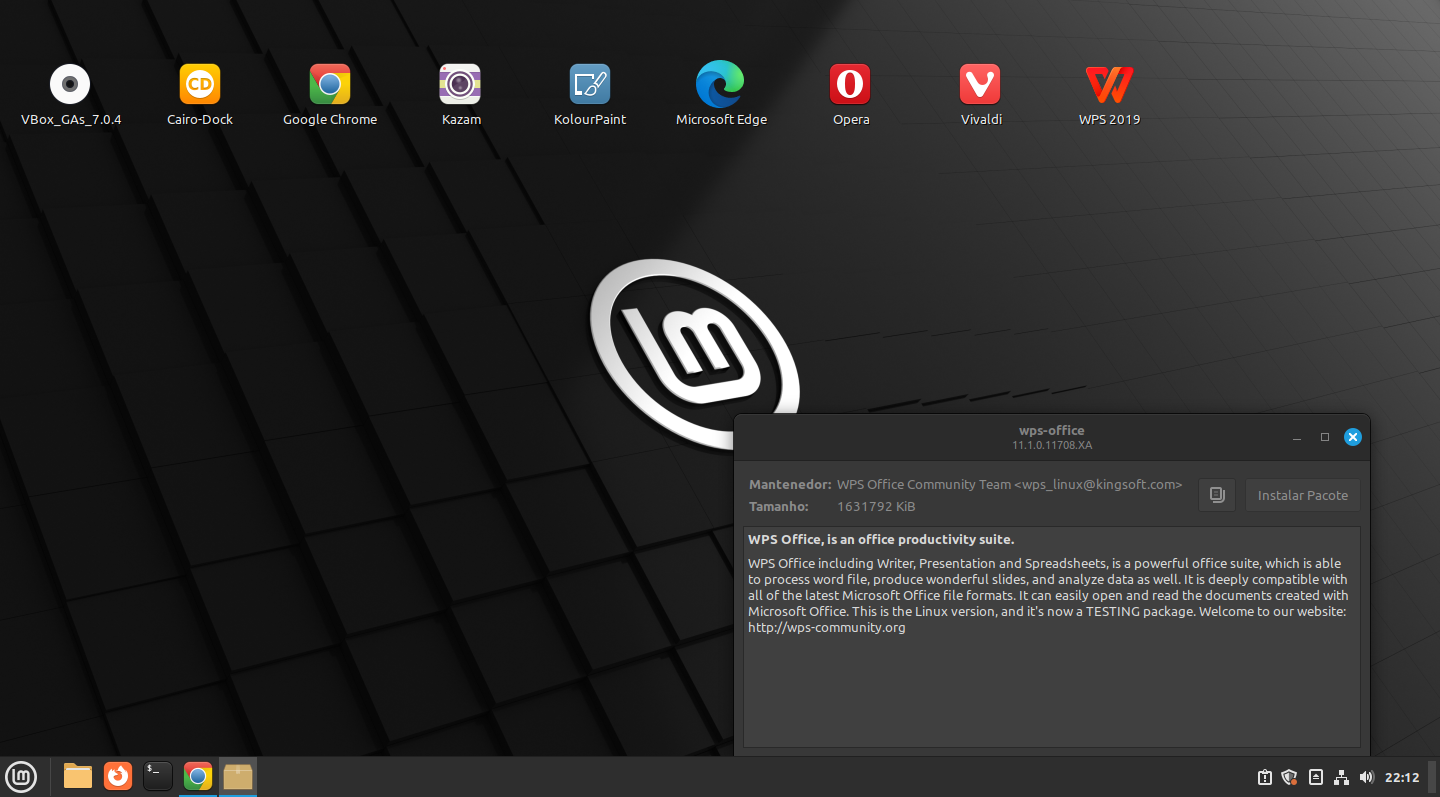 VBox_GAs_7.0.4
CD
Cairo-Dock
Google Chrome
Kazam
KolourPaint
Microsoft Edge
Opera
Vivaldi
WPS 2019
wps-office
11.1.0.11708.XA
Mantenedor: WPS Office Community Team <wps_linux@kingsoft.com>
Instalar Pacote
Tamanho: 1631792 KiB
WPS Office, is an office productivity suite.
WPS Office including Writer, Presentation and Spreadsheets, is a powerful office suite, which is able
to process word file, produce wonderful slides, and analyze data as well. It is deeply compatible with
all of the latest Microsoft Office file formats. It can easily open and read the documents created with
Microsoft Office. This is the Linux version, and it's now a TESTING package. Welcome to our website:
http://wps-community.org
$_
22:12